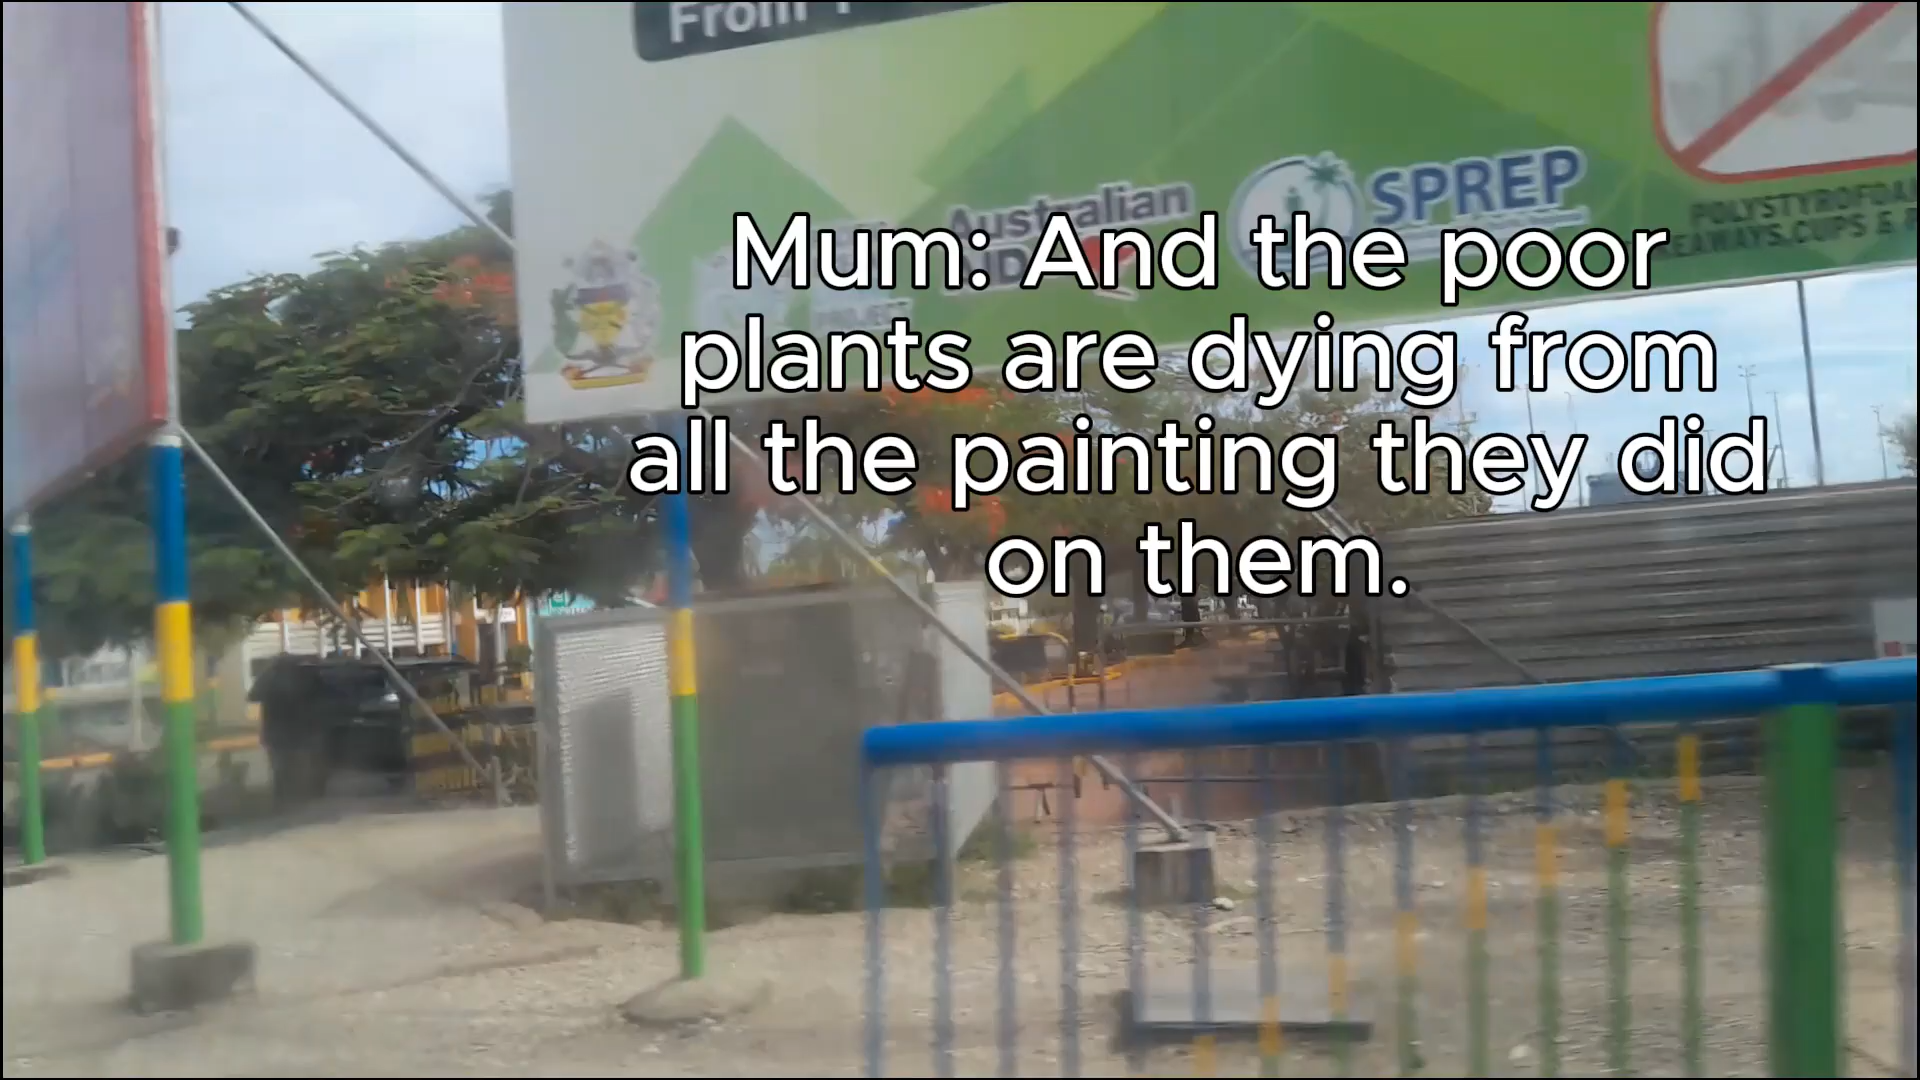 From
Australian
SPREP
POLYSTYROFOA
EAWAYS,CUPS &
Mum: And the poor
plants are dying from
all the painting they did
on them.